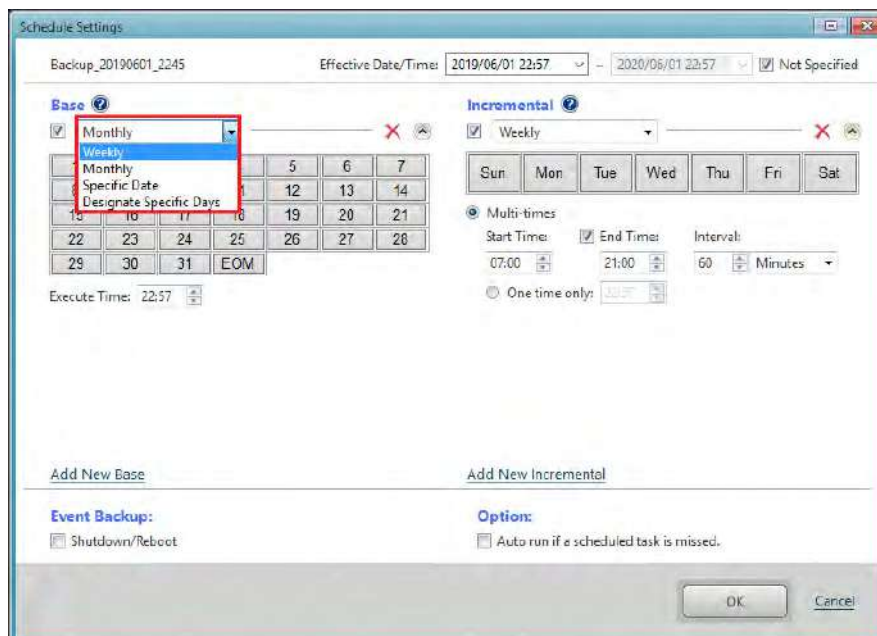 Schedule Settings
Backup_20190601_2245
Effective Date/Time: 2019/06/01 22:57 – 2020/06/01 22:57 Not Specified
Base
Monthly
Weekly
Monthly
Specific Date
Designate Specific Days
5 6 7
12 13 14
15 16 17 18 19 20 21
22 23 24 25 26 27 28
29 30 31 EOM
Execute Time: 22:57
Add New Base
Incremental
Weekly
Sun Mon Tue Wed Thu Fri Sat
Multi-times
Start Time: End Time: Interval:
07:00 21:00 60 Minutes
One time only:
Add New Incremental
Event Backup:
Shutdown/Reboot
Option:
Auto run if a scheduled task is missed.
OK Cancel